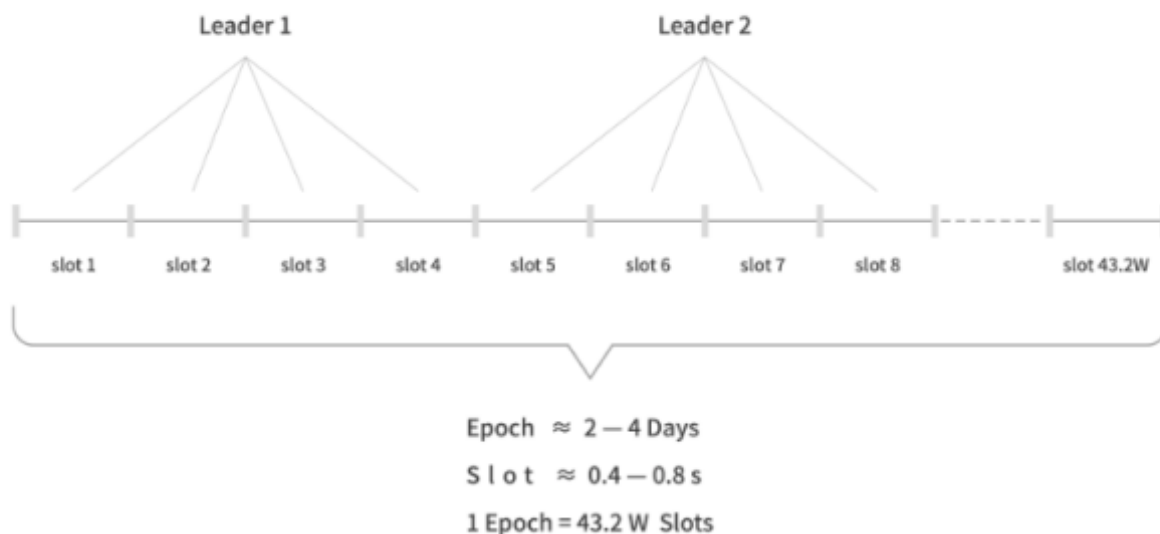 Leader 1 Leader 2
slot 1 slot 2 slot 3 slot 4 slot 5 slot 6 slot 7 slot 8 slot 43.2W
Epoch ≈ 2 — 4 Days
Slot ≈ 0.4 — 0.8 s
1 Epoch = 43.2 W Slots